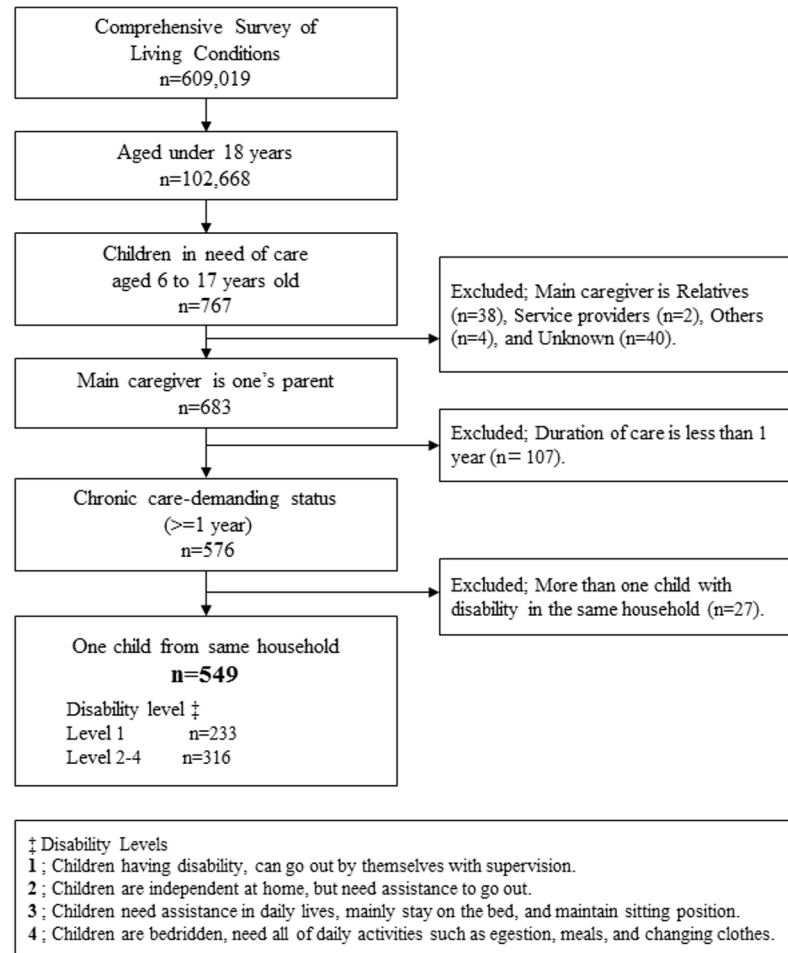 Comprehensive Survey of
Living Conditions
n=609,019
Aged under 18 years
n=102,668
Children in need of care
aged 6 to 17 years old
n=767
Excluded; Main caregiver is Relatives
(n=38), Service providers (n=2), Others
(n=4), and Unknown (n=40).
Main caregiver is one's parent
n=683
Excluded; Duration of care is less than 1
year (n= 107).
Chronic care-demanding status
(>=1 year)
n=576
Excluded; More than one child with
disability in the same household (n=27).
One child from same household
n=549
Disability level ‡
Level 1 n=233
Level 2-4 n=316
‡ Disability Levels
1 ; Children having disability, can go out by themselves with supervision.
2 ; Children are independent at home, but need assistance to go out.
3 ; Children need assistance in daily lives, mainly stay on the bed, and maintain sitting position.
4 ; Children are bedridden, need all of daily activities such as egestion, meals, and changing clothes.